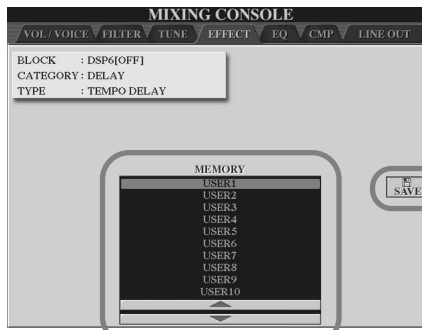 MIXING CONSOLE
VOL/VOICE FILTER TUNE EFFECT EQ CMP LINE OUT
BLOCK : DSP6[OFF]
CATEGORY : DELAY
TYPE : TEMPO DELAY
MEMORY
USER1
USER2
USER3
USER4
USER5
USER6
USER7
USER8
USER9
USER10
SAVE